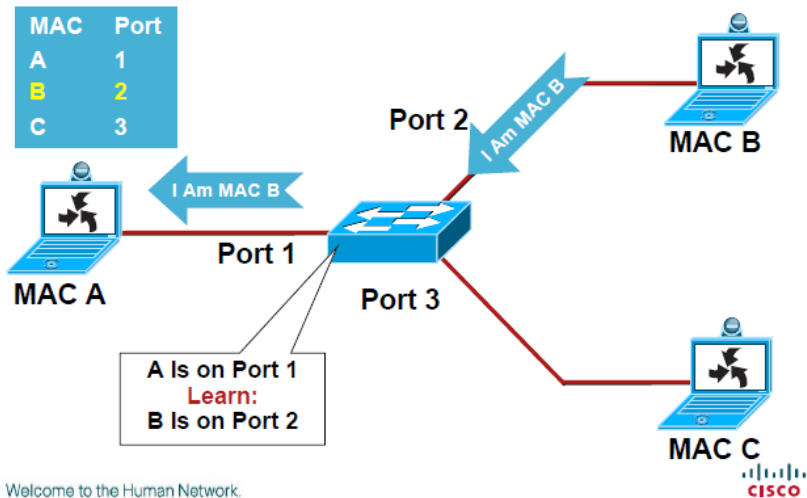 MAC Port
A 1
B 2
C 3
Port 2
I Am MAC B
MAC B
I Am MAC B
Port 1
MAC A
Port 3
A Is on Port 1
Learn:
B Is on Port 2
MAC C
Welcome to the Human Network.
CISCO